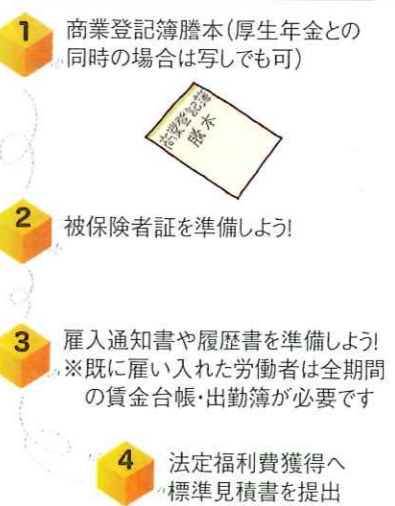 1
商業登記簿謄本(厚生年金との
同時の場合は写しでも可)
商業登記簿
謄本
2
被保険者証を準備しよう!
3
雇入通知書や履歴書を準備しよう!
※既に雇い入れた労働者は全期間
の賃金台帳・出勤簿が必要です
4
法定福利費獲得へ
標準見積書を提出